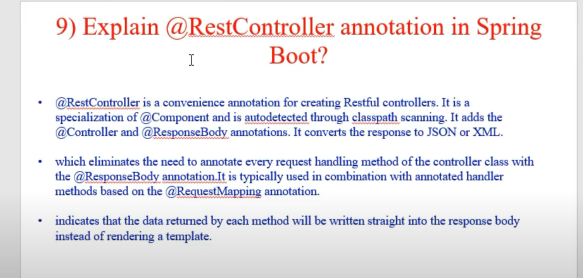 9) Explain @RestController annotation in Spring
Boot?
• @RestController is a convenience annotation for creating Restful controllers. It is a
specialization of @Component and is autodetected through classpath scanning. It adds the
@Controller and @ResponseBody annotations. It converts the response to JSON or XML.
• which eliminates the need to annotate every request handling method of the controller class with
the @ResponseBody annotation.It is typically used in combination with annotated handler
methods based on the @RequestMapping annotation.
• indicates that the data returned by each method will be written straight into the response body
instead of rendering a template.